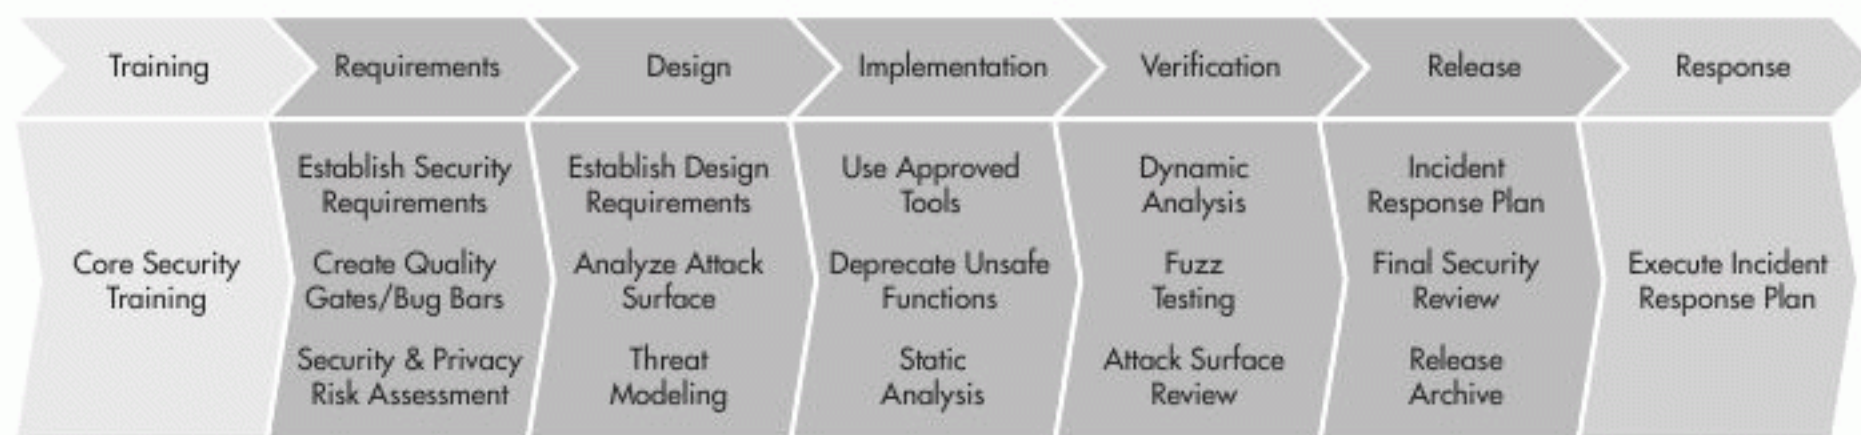 Training
Requirements
Design
Implementation
Verification
Release
Response
Core Security
Training
Establish Security
Requirements
Create Quality
Gates/Bug Bars
Security & Privacy
Risk Assessment
Establish Design
Requirements
Analyze Attack
Surface
Threat
Modeling
Use Approved
Tools
Deprecate Unsafe
Functions
Static
Analysis
Dynamic
Analysis
Fuzz
Testing
Attack Surface
Review
Incident
Response Plan
Final Security
Review
Release
Archive
Execute Incident
Response Plan